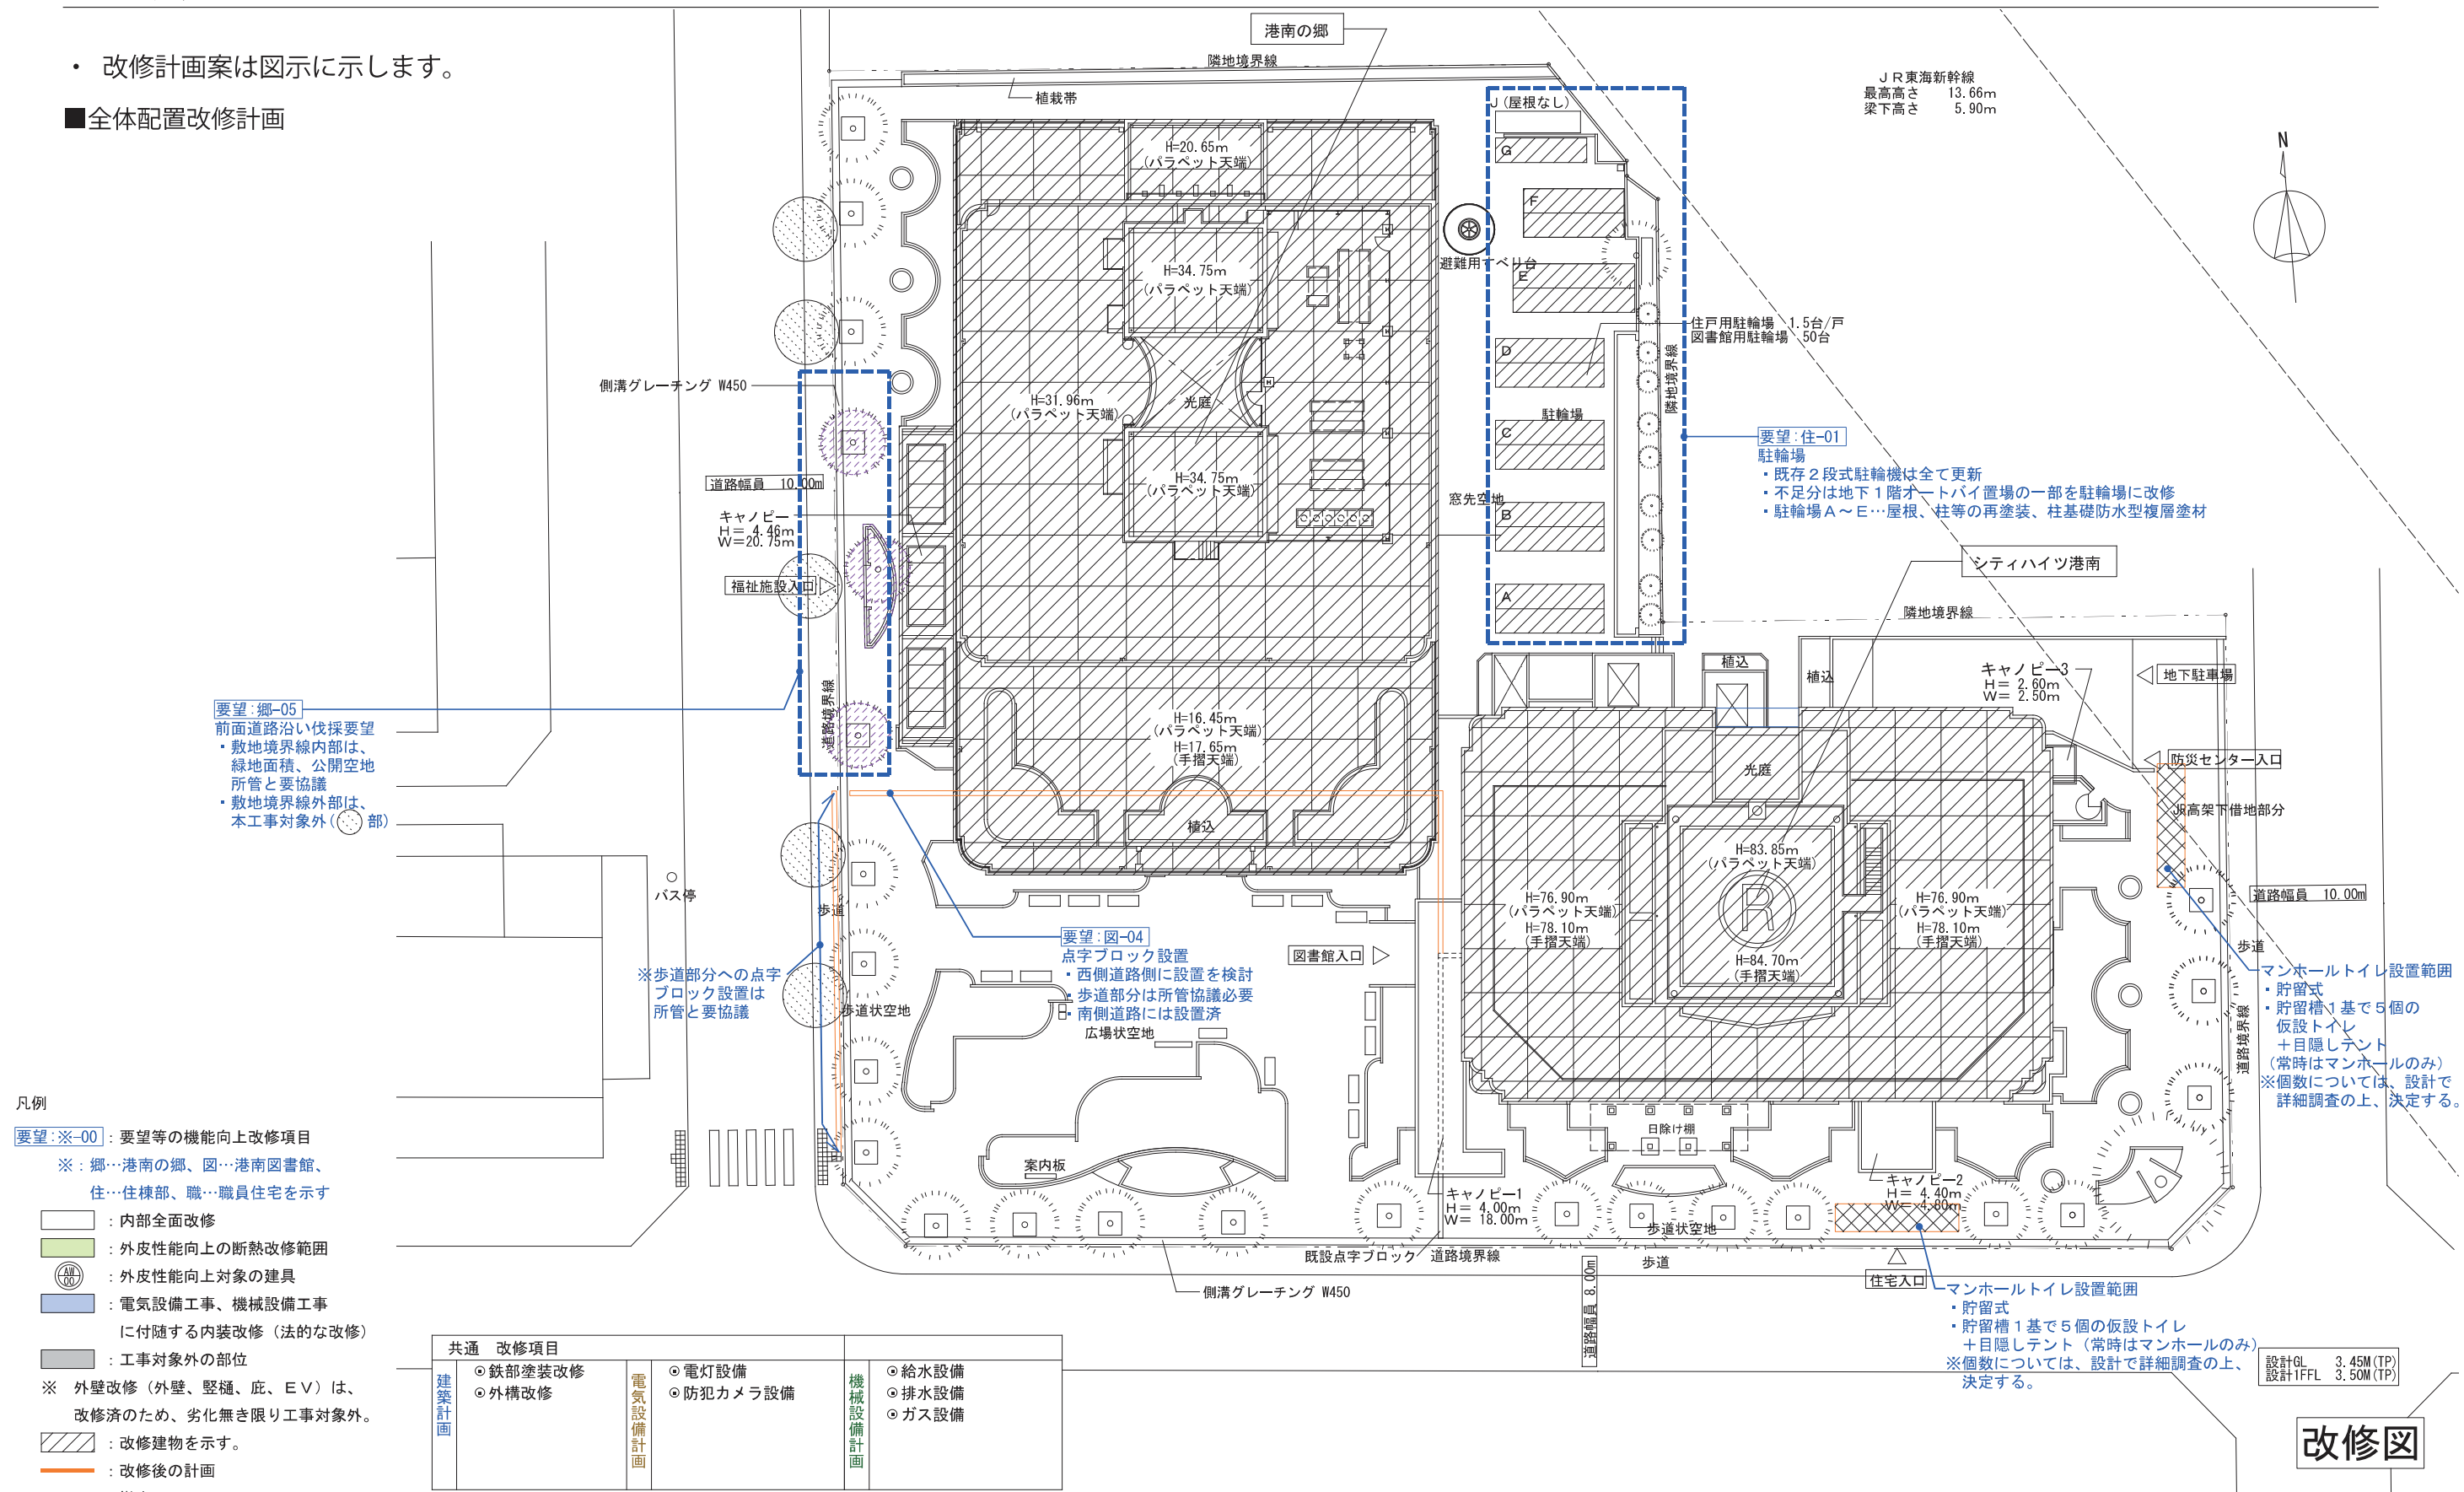 ・ 改修計画案は図示に示します。
■全体配置改修計画
港南の郷
隣地境界線
植栽帯
J(屋根なし)
JR東海新幹線
最高高さ 13.66m
梁下高さ 5.90m
N
H=20.65m
(パラペット天端)
G
F
避難用すべり台
E
H=34.75m
(パラペット天端)
住戸用駐輪場 1.5台/戸
図書館用駐輪場 50台
D
隣地境界線
側溝グレーチング W450
H=31.96m
(パラペット天端)
光庭
駐輪場
C
要望:住-01
駐輪場
・既存2段式駐輪機は全て更新
・不足分は地下1階オートバイ置場の一部を駐輪場に改修
・駐輪場A～E…屋根、柱等の再塗装、柱基礎防水型複層塗材
道路幅員 10.00m
H=34.75m
(パラペット天端)
窓先空地
B
キャノピー
H= 4.46m
W=20.75m
福祉施設入口
シティハイツ港南
A
隣地境界線
植込
植込
キャノピー3
H= 2.60m
W= 2.50m
地下駐車場
要望:郷-05
前面道路沿い伐採要望
・敷地境界線内部は、
緑地面積、公開空地
所管と要協議
・敷地境界線外部は、
本工事対象外( 部)
道路境界線
H=16.45m
(パラペット天端)
H=17.65m
(手摺天端)
植込
光庭
防災センター入口
JR高架下借地部分
H=83.85m
(パラペット天端)
R
H=84.70m
(手摺天端)
H=76.90m
(パラペット天端)
H=78.10m
(手摺天端)
H=76.90m
(パラペット天端)
H=78.10m
(手摺天端)
道路幅員 10.00m
バス停
歩道
要望:図-04
点字ブロック設置
・西側道路側に設置を検討
・歩道部分は所管協議必要
・南側道路には設置済
図書館入口
歩道
※歩道部分への点字
ブロック設置は
所管と要協議
歩道状空地
広場状空地
マンホールトイレ設置範囲
・貯留式
・貯留槽1基で5個の
仮設トイレ
+目隠しテント
(常時はマンホールのみ)
※個数については、設計で
詳細調査の上、決定する。
道路境界線
日除け棚
案内板
キャノピー1
H= 4.00m
W= 18.00m
キャノピー2
H= 4.40m
W= 4.80m
歩道状空地
既設点字ブロック
道路境界線
歩道
側溝グレーチング W450
道路幅員 8.00m
住宅入口
マンホールトイレ設置範囲
・貯留式
・貯留槽1基で5個の仮設トイレ
+目隠しテント(常時はマンホールのみ)
※個数については、設計で詳細調査の上、
決定する。
設計GL 3.45M(TP)
設計1FFL 3.50M(TP)
改修図
凡例
要望:※-00 : 要望等の機能向上改修項目
※：郷…港南の郷、図…港南図書館、
住…住棟部、職…職員住宅を示す
: 内部全面改修
: 外皮性能向上の断熱改修範囲
AW 00 : 外皮性能向上対象の建具
: 電気設備工事、機械設備工事
に付随する内装改修（法的な改修）
: 工事対象外の部位
※ 外壁改修（外壁、竪樋、庇、EV）は、
改修済のため、劣化無き限り工事対象外。
: 改修建物を示す。
: 改修後の計画
共通 改修項目
建築計画
◎鉄部塗装改修
◎外構改修
電気設備計画
◎電灯設備
◎防犯カメラ設備
機械設備計画
◎給水設備
◎排水設備
◎ガス設備